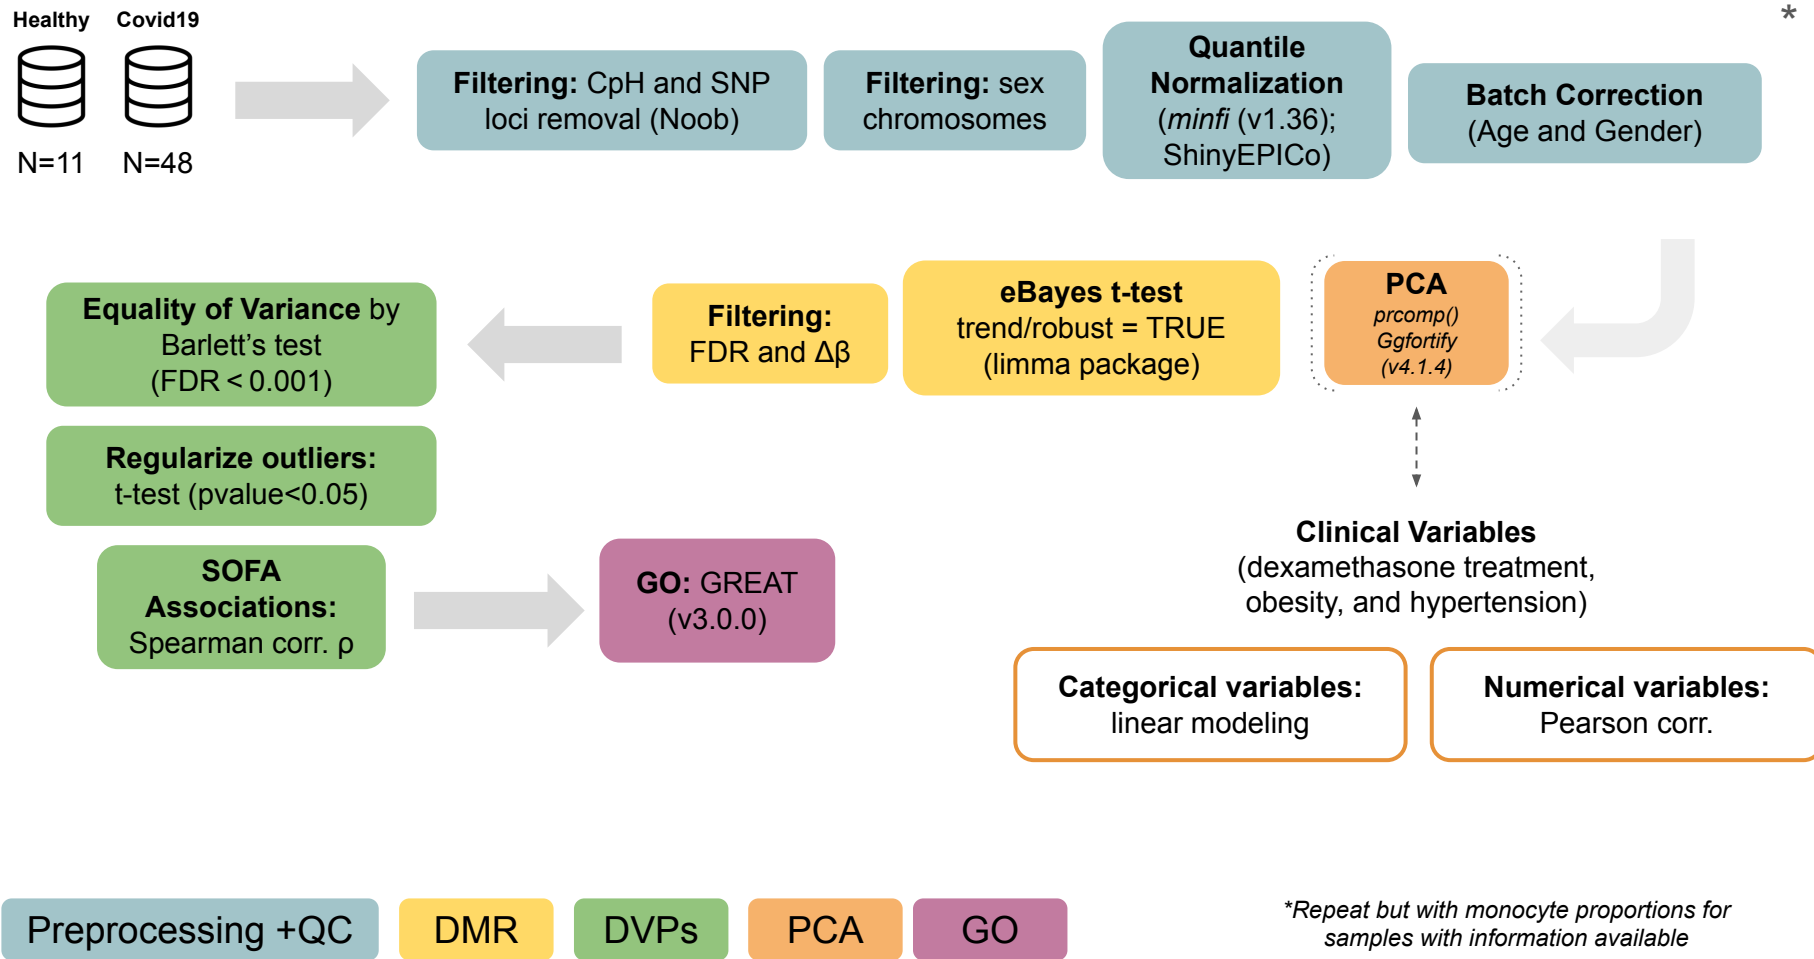 Healthy
Covid19
N=11
N=48
*
Filtering: CpH and SNP
loci removal (Noob)
Filtering: sex
chromosomes
Quantile
Normalization
(minfi (v1.36);
ShinyEPICo)
Batch Correction
(Age and Gender)
PCA
prcomp()
Ggfortify
(v4.1.4)
eBayes t-test
trend/robust = TRUE
(limma package)
Filtering:
FDR and Δβ
Equality of Variance by
Barlett's test
(FDR < 0.001)
Regularize outliers:
t-test (pvalue<0.05)
SOFA
Associations:
Spearman corr. ρ
GO: GREAT
(v3.0.0)
Clinical Variables
(dexamethasone treatment,
obesity, and hypertension)
Categorical variables:
linear modeling
Numerical variables:
Pearson corr.
Preprocessing +QC
DMR
DVPs
PCA
GO
*Repeat but with monocyte proportions for
samples with information available